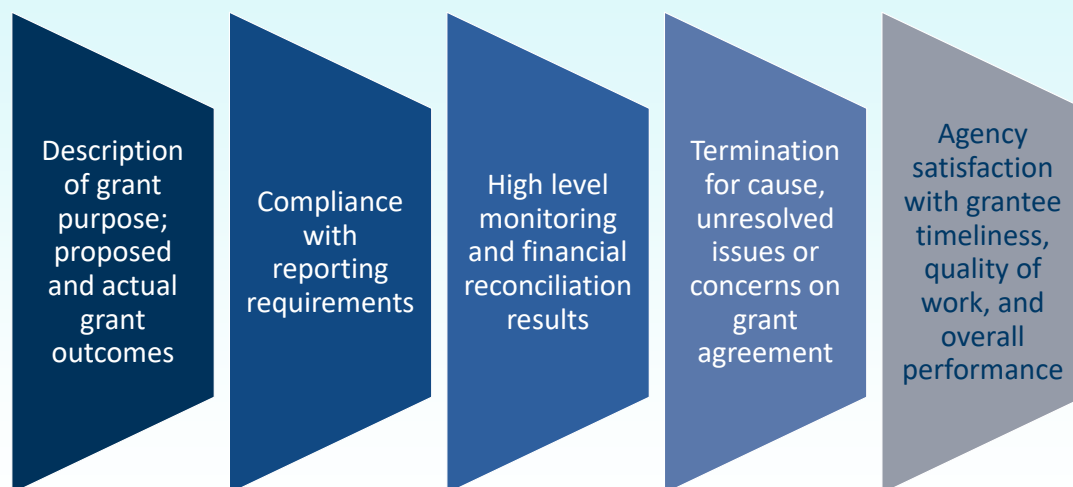 Description
of grant
purpose;
proposed
and actual
grant
outcomes
Compliance
with
reporting
requirements
High level
monitoring
and financial
reconciliation
results
Termination
for cause,
unresolved
issues or
concerns on
grant
agreement
Agency
satisfaction
with grantee
timeliness,
quality of
work, and
overall
performance